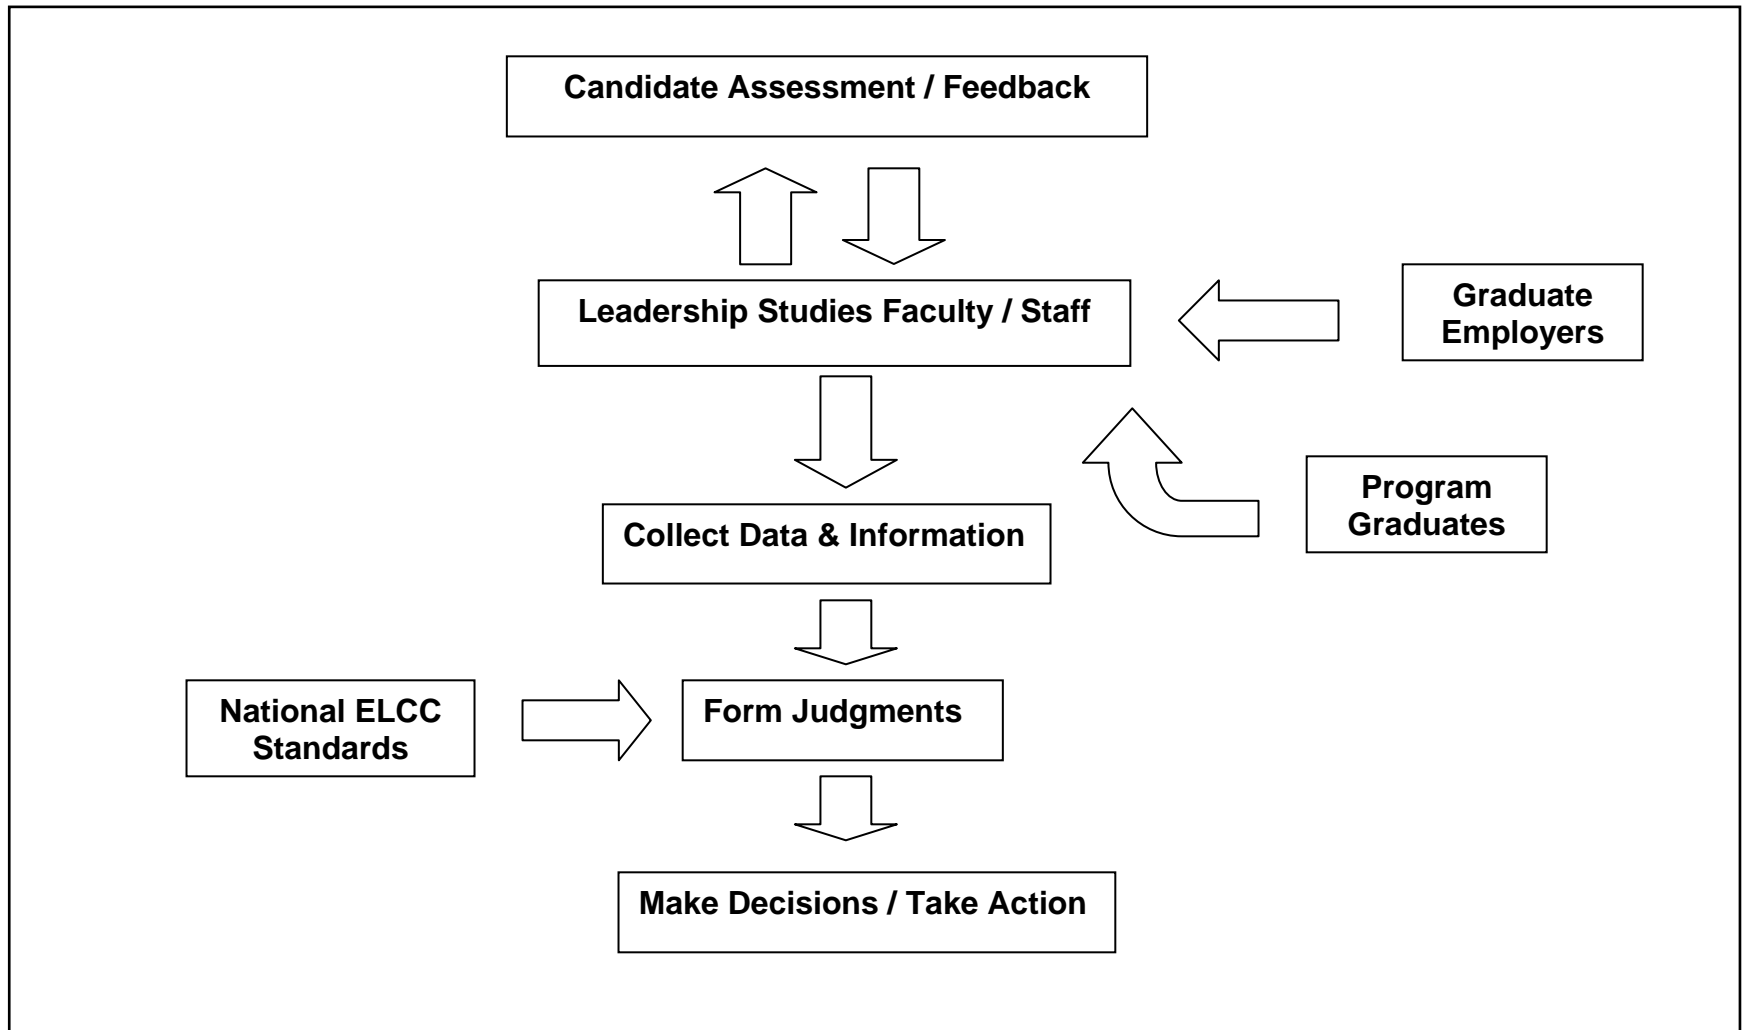 Candidate Assessment / Feedback
Leadership Studies Faculty / Staff
Graduate
Employers
Program
Graduates
Collect Data & Information
National ELCC
Standards
Form Judgments
Make Decisions / Take Action